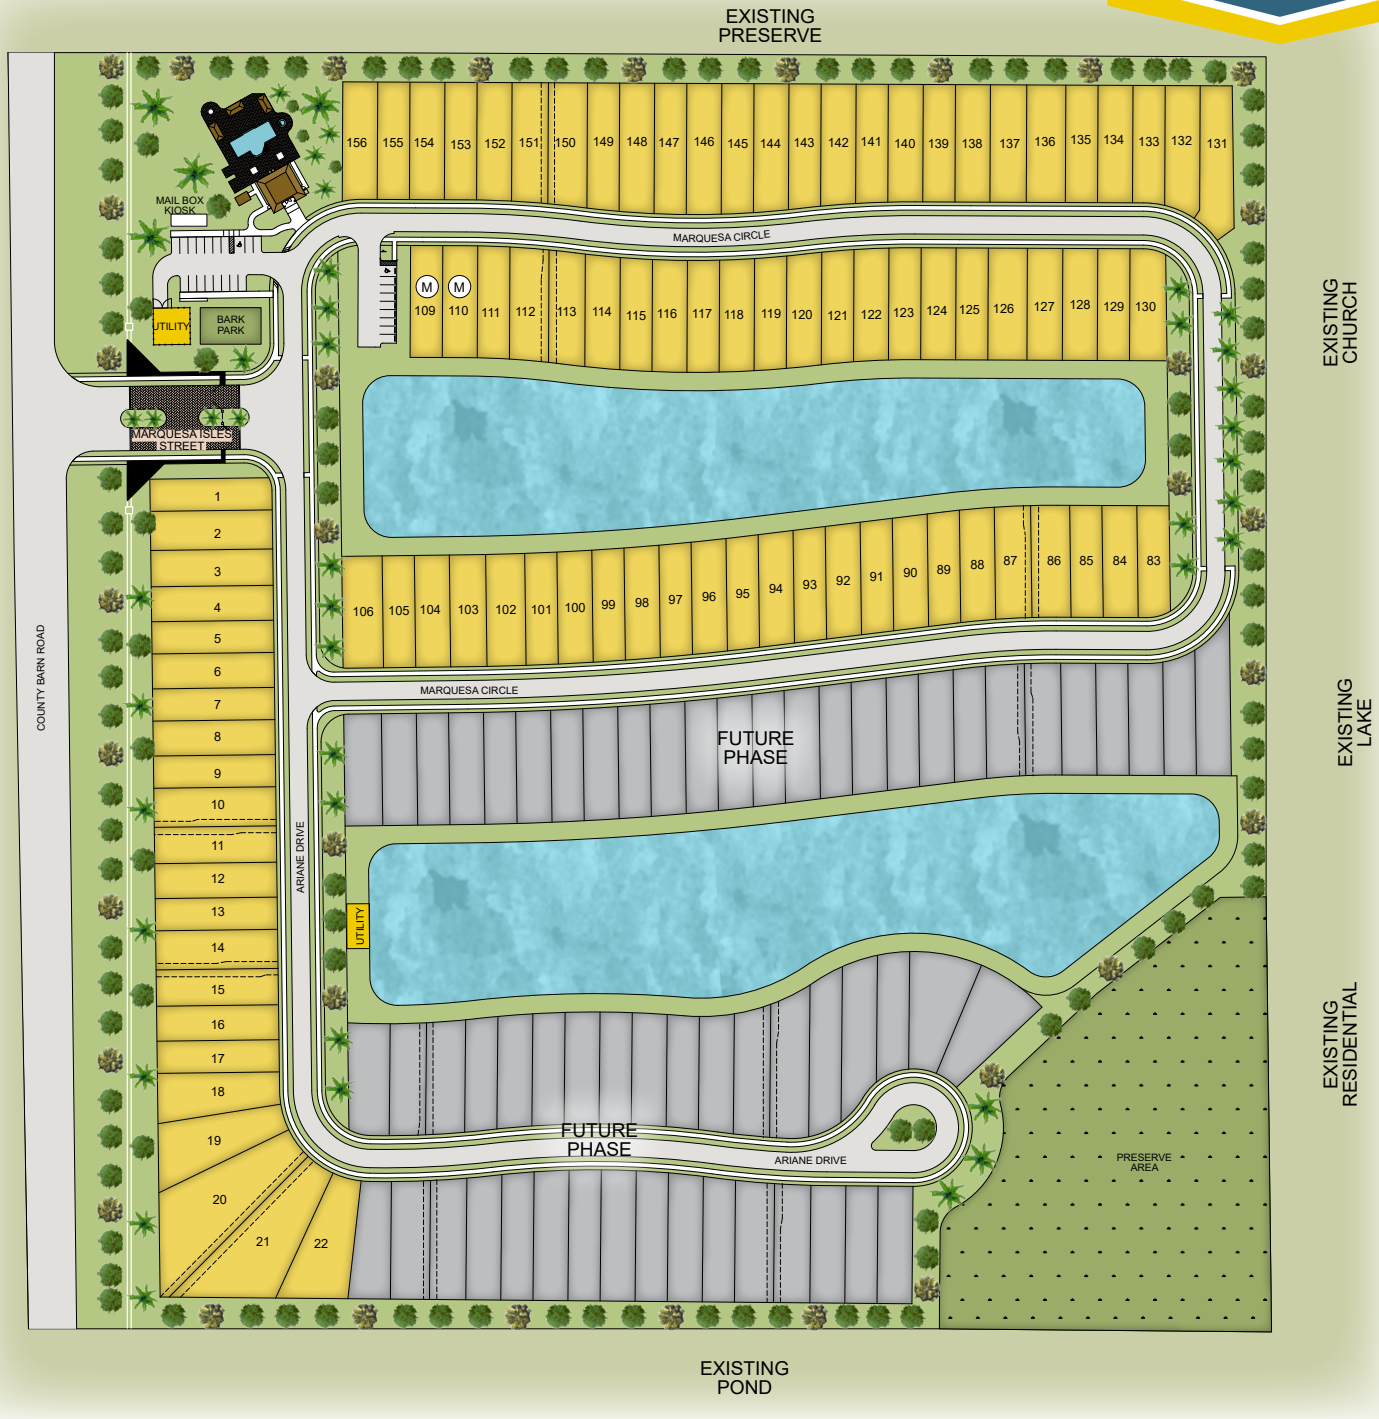 EXISTING
PRESERVE
156 155 154 153 152 151 150 149 148 147 146 145 144 143 142 141 140 139 138 137 136 135 134 133 132 131
MAIL BOX
KIOSK
MARQUESA CIRCLE
M M
109 110 111 112 113 114 115 116 117 118 119 120 121 122 123 124 125 126 127 128 129 130
UTILITY
BARK
PARK
EXISTING
CHURCH
MARQUESA ISLES
STREET
1
2
3
4
5
6
7
8
9
10
11
12
13
14
15
16
17
18
19
20
21
22
106 105 104 103 102 101 100 99 98 97 96 95 94 93 92 91 90 89 88 87 86 85 84 83
COUNTY BARN ROAD
MARQUESA CIRCLE
FUTURE
PHASE
EXISTING
LAKE
ARIANE DRIVE
UTILITY
EXISTING
RESIDENTIAL
FUTURE
PHASE
ARIANE DRIVE
PRESERVE
AREA
EXISTING
POND